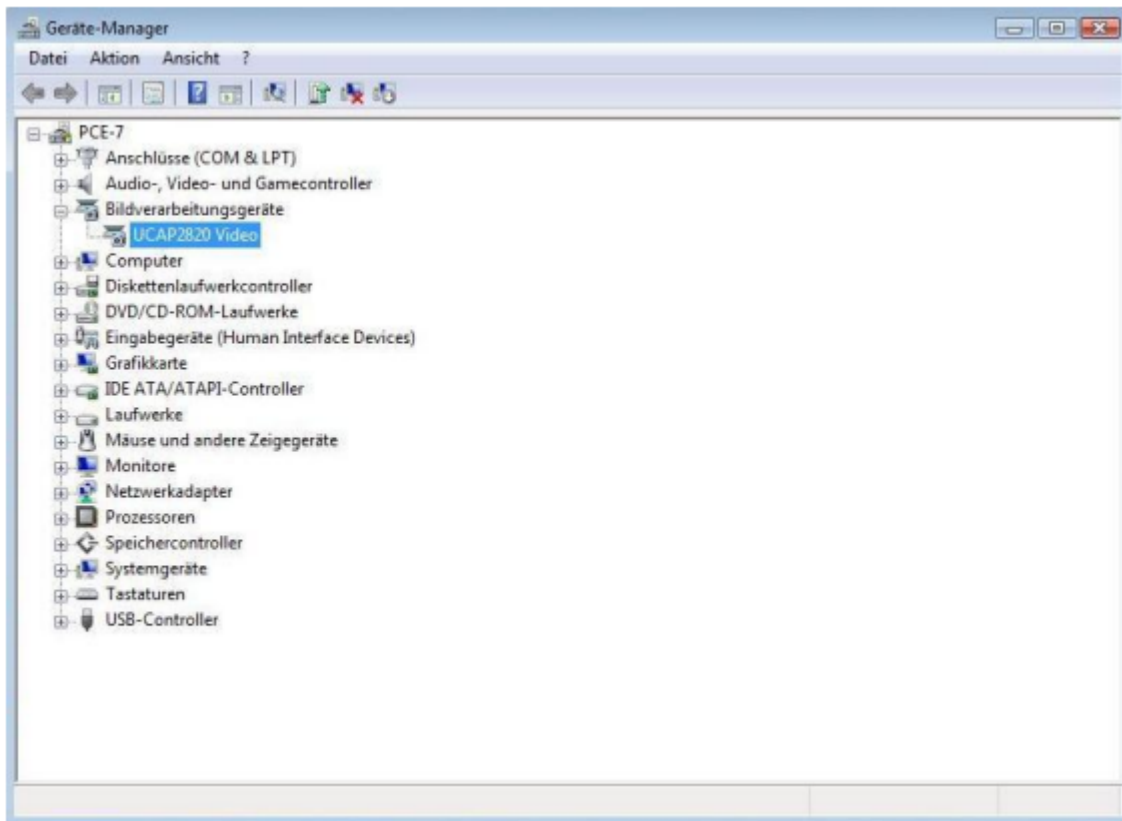 Geräte-Manager
Datei Aktion Ansicht ?
PCE-7
Anschlüsse (COM & LPT)
Audio-, Video- und Gamecontroller
Bildverarbeitungsgeräte
UCAP2820 Video
Computer
Diskettenlaufwerkcontroller
DVD/CD-ROM-Laufwerke
Eingabegeräte (Human Interface Devices)
Grafikkarte
IDE ATA/ATAPI-Controller
Laufwerke
Mäuse und andere Zeigegeräte
Monitore
Netzwerkadapter
Prozessoren
Speichercontroller
Systemgeräte
Tastaturen
USB-Controller